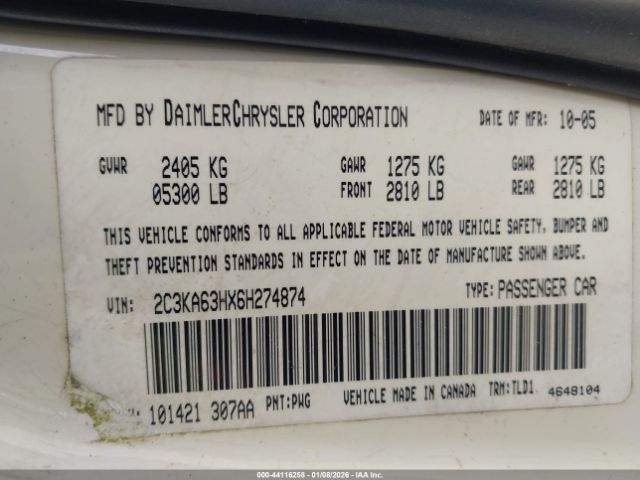 MFD BY DAIMLERCHRYSLER CORPORATION DATE OF MFR: 10-05
GVWR 2405 KG GAWR 1275 KG GAWR 1275 KG
05300 LB FRONT 2810 LB REAR 2810 LB
THIS VEHICLE CONFORMS TO ALL APPLICABLE FEDERAL MOTOR VEHICLE SAFETY, BUMPER AND
THEFT PREVENTION STANDARDS IN EFFECT ON THE DATE OF MANUFACTURE SHOWN ABOVE.
VIN: 2C3KA63HX6H274874 TYPE: PASSENGER CAR
101421 307AA PNT:PWG VEHICLE MADE IN CANADA TRM:TLD1 4648104
000-44116258 - 01/08/2026 - IAA Inc.